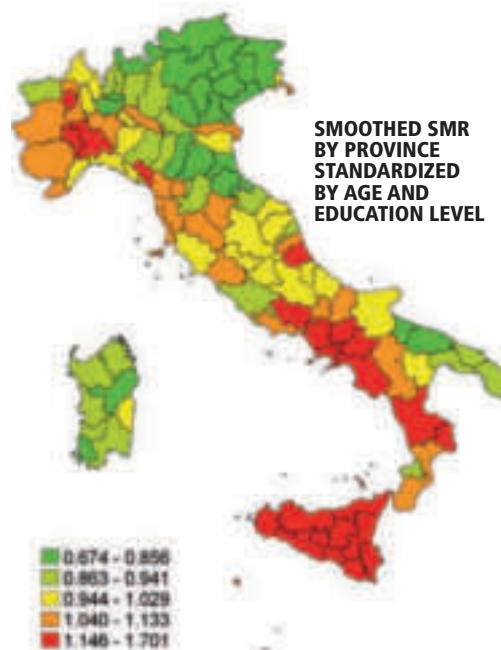 SMOOTHED SMR
BY PROVINCE
STANDARDIZED
BY AGE AND
EDUCATION LEVEL
0.674 - 0.856
0.863 - 0.941
0.944 - 1.029
1.040 - 1.133
1.146 - 1.701